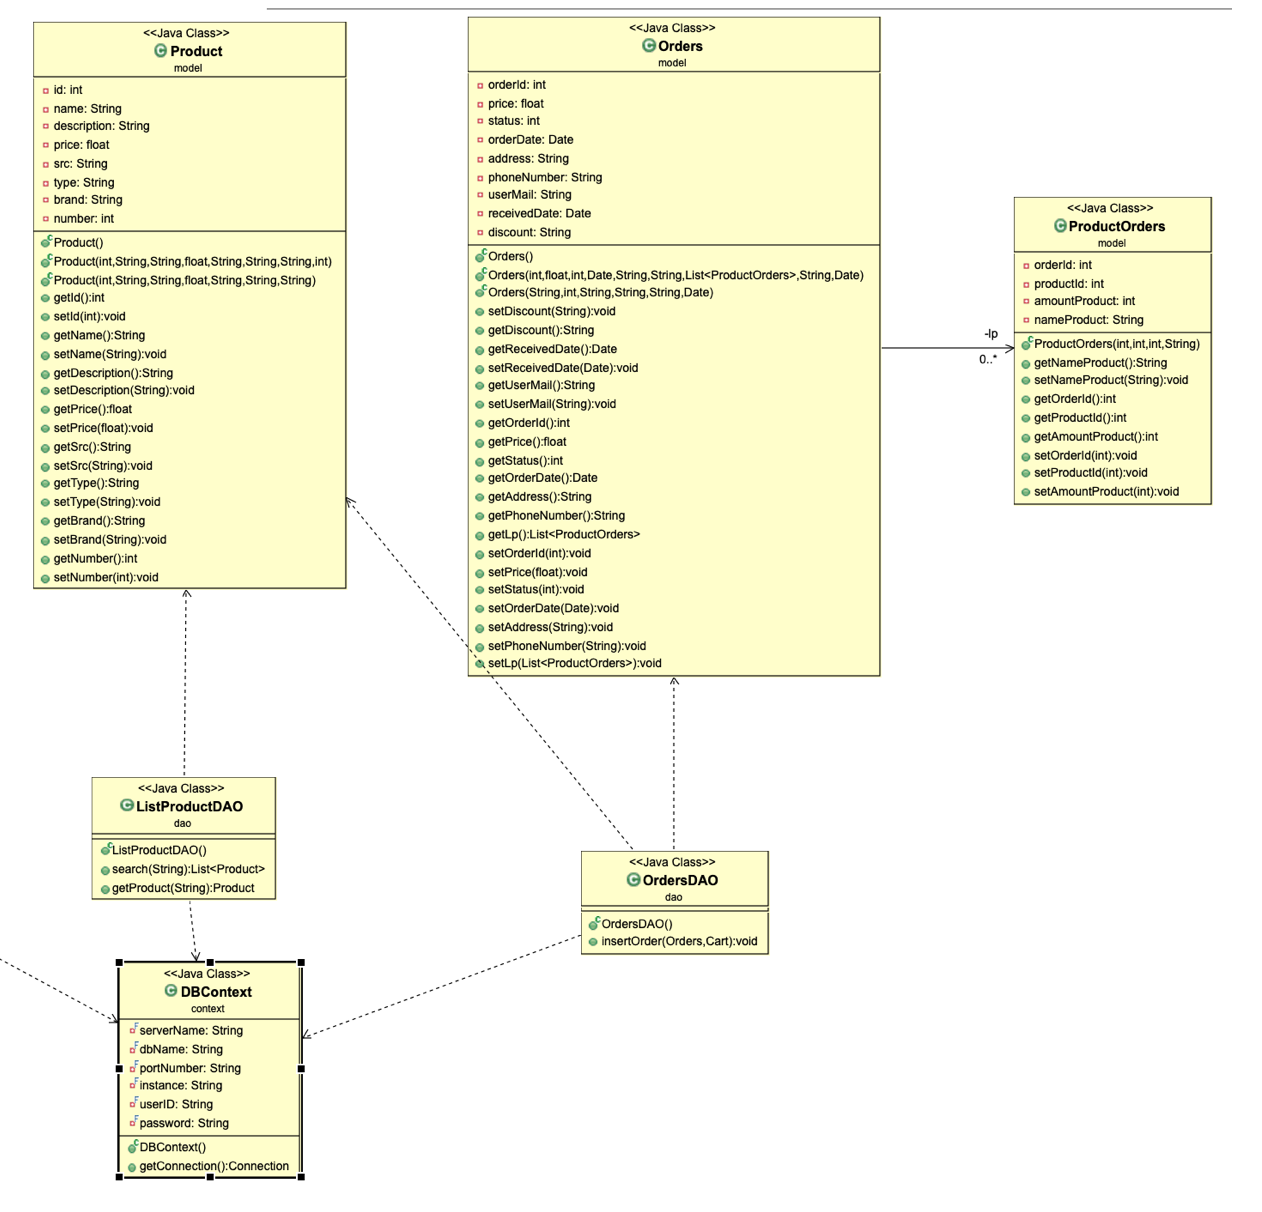 <<Java Class>>
Product
model
id: int
name: String
description: String
price: float
src: String
type: String
brand: String
number: int
Product()
Product(int,String,String,float,String,String,String,int)
Product(int,String,String,float,String,String,String)
getId():int
setId(int):void
getName():String
setName(String):void
getDescription():String
setDescription(String):void
getPrice():float
setPrice(float):void
getSrc():String
setSrc(String):void
getType():String
setType(String):void
getBrand():String
setBrand(String):void
getNumber():int
setNumber(int):void
<<Java Class>>
Orders
model
orderId: int
price: float
status: int
orderDate: Date
address: String
phoneNumber: String
userMail: String
receivedDate: Date
discount: String
Orders()
Orders(int,float,int,Date,String,String,List<ProductOrders>,String,Date)
Orders(String,int,String,String,String,Date)
setDiscount(String):void
getDiscount():String
getReceivedDate():Date
setReceivedDate(Date):void
getUserMail():String
setUserMail(String):void
getOrderId():int
getPrice():float
getStatus():int
getOrderDate():Date
getAddress():String
getPhoneNumber():String
getLp():List<ProductOrders>
setOrderId(int):void
setPrice(float):void
setStatus(int):void
setOrderDate(Date):void
setAddress(String):void
setPhoneNumber(String):void
setLp(List<ProductOrders>):void
-lp
0..*
<<Java Class>>
ProductOrders
model
orderId: int
productId: int
amountProduct: int
nameProduct: String
ProductOrders(int,int,int,String)
getNameProduct():String
setNameProduct(String):void
getOrderId():int
getProductId():int
getAmountProduct():int
setOrderId(int):void
setProductId(int):void
setAmountProduct(int):void
<<Java Class>>
ListProductDAO
dao
ListProductDAO()
search(String):List<Product>
getProduct(String):Product
<<Java Class>>
OrdersDAO
dao
OrdersDAO()
insertOrder(Orders,Cart):void
<<Java Class>>
DBContext
context
serverName: String
dbName: String
portNumber: String
instance: String
userID: String
password: String
DBContext()
getConnection():Connection